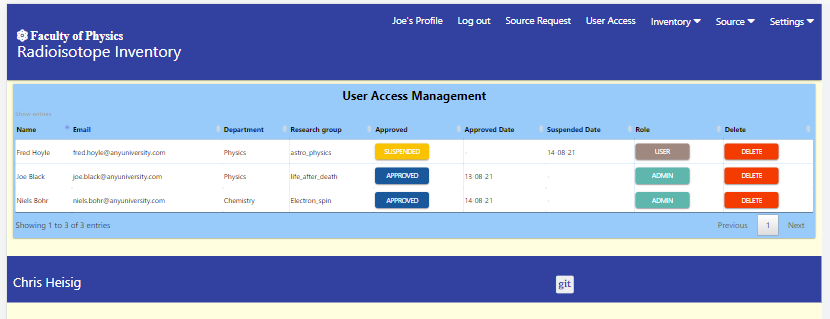 Joe's Profile Log out Source Request User Access Inventory Source Settings
Faculty of Physics
Radioisotope Inventory
User Access Management
Show entries
Name Email Department Research group Approved Approved Date Suspended Date Role Delete
Fred Hoyle fred.hoyle@anyuniversity.com Physics astro_physics SUSPENDED - 14-08-21 USER DELETE
Joe Black joe.black@anyuniversity.com Physics life_after_death APPROVED 13-08-21 - ADMIN DELETE
Niels Bohr niels.bohr@anyuniversity.com Chemistry Electron_spin APPROVED 14-08-21 - ADMIN DELETE
Showing 1 to 3 of 3 entries Previous 1 Next
Chris Heisig git